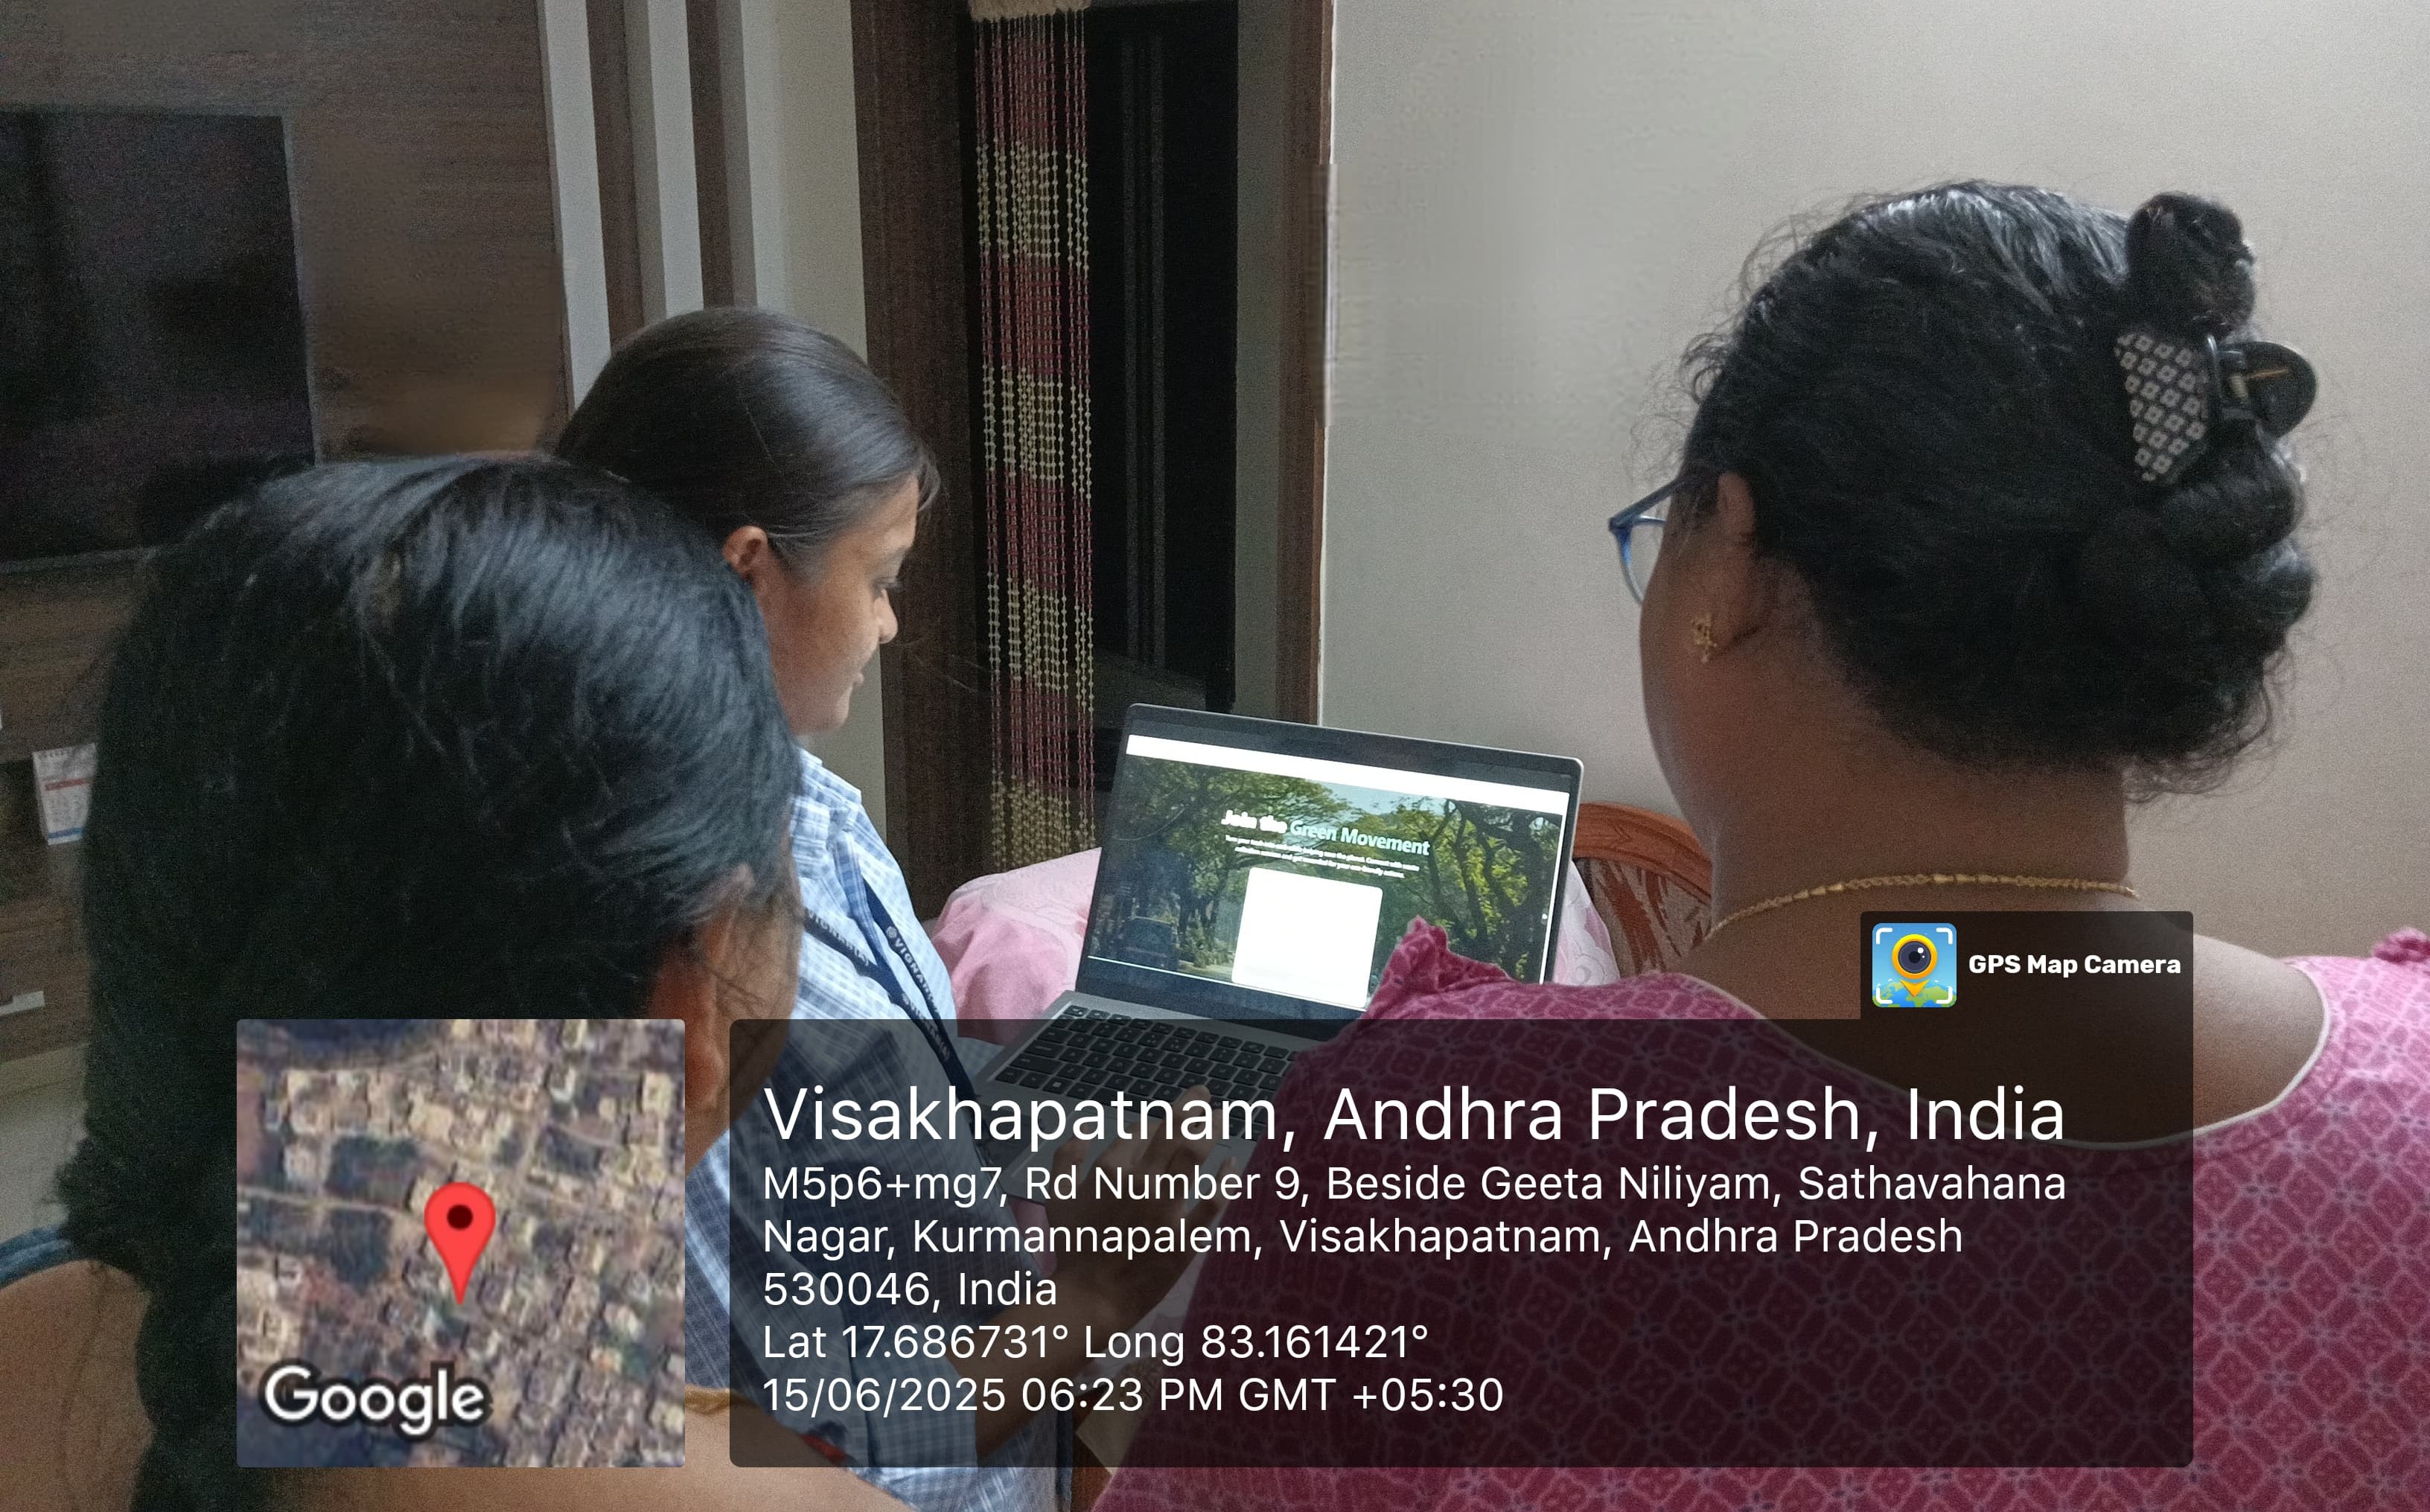 Join the Green Movement
VIGNAN
GPS Map Camera
Visakhapatnam, Andhra Pradesh, India
M5p6+mg7, Rd Number 9, Beside Geeta Niliyam, Sathavahana
Nagar, Kurmannapalem, Visakhapatnam, Andhra Pradesh
530046, India
Lat 17.686731° Long 83.161421°
15/06/2025 06:23 PM GMT +05:30
Google